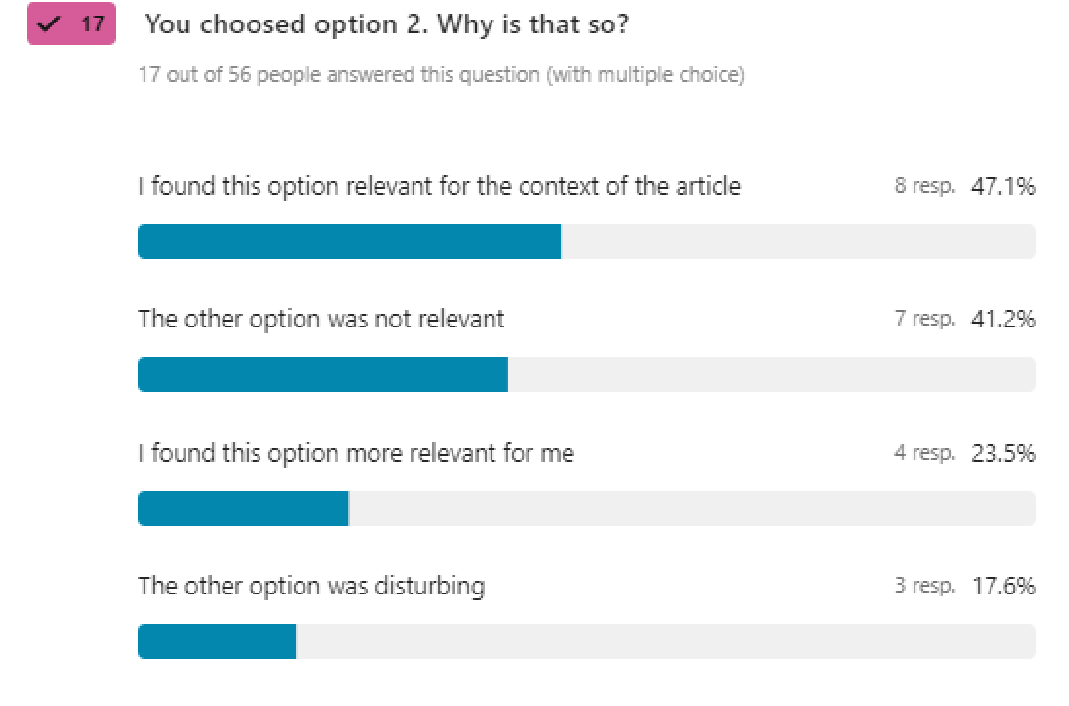 17 You choosed option 2. Why is that so?
17 out of 56 people answered this question (with multiple choice)
I found this option relevant for the context of the article 8 resp. 47.1%
The other option was not relevant 7 resp. 41.2%
I found this option more relevant for me 4 resp. 23.5%
The other option was disturbing 3 resp. 17.6%